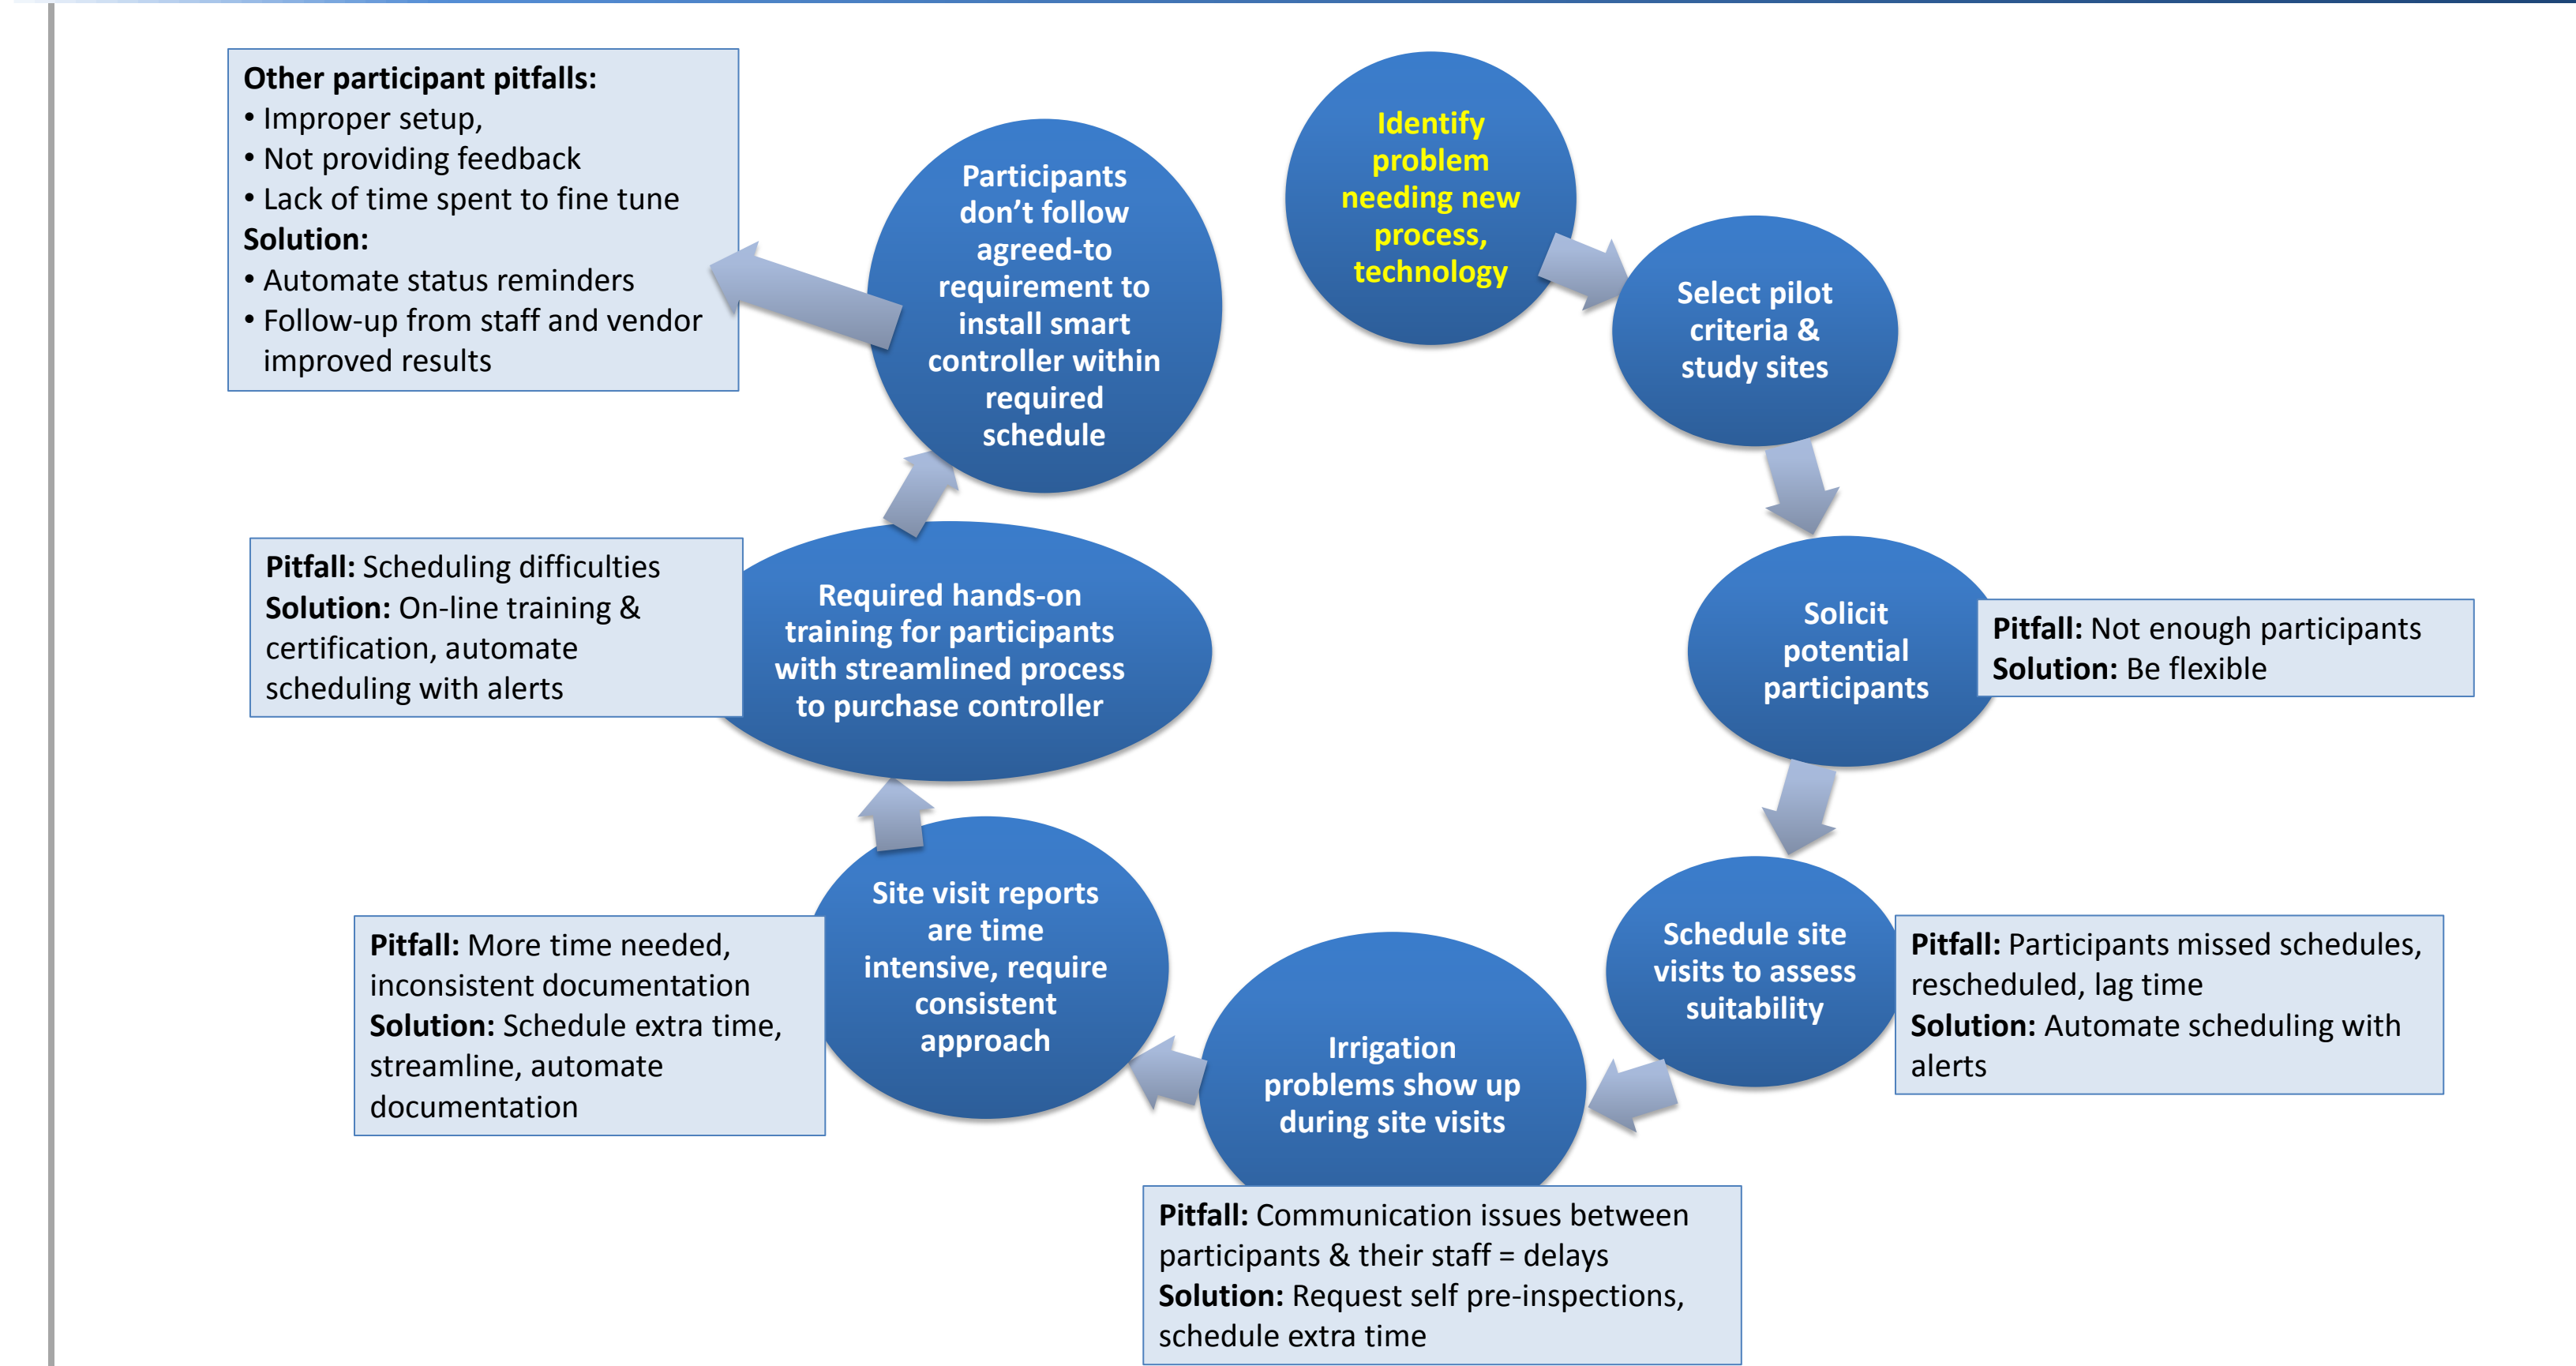 Identify
problem
needing new
process,
technology
Select pilot
criteria &
study sites
Solicit
potential
participants
Pitfall: Not enough participants
Solution: Be flexible
Schedule site
visits to assess
suitability
Pitfall: Participants missed schedules,
rescheduled, lag time
Solution: Automate scheduling with
alerts
Irrigation
problems show up
during site visits
Pitfall: Communication issues between
participants & their staff = delays
Solution: Request self pre-inspections,
schedule extra time
Site visit reports
are time
intensive, require
consistent
approach
Pitfall: More time needed,
inconsistent documentation
Solution: Schedule extra time,
streamline, automate
documentation
Required hands-on
training for participants
with streamlined process
to purchase controller
Pitfall: Scheduling difficulties
Solution: On-line training &
certification, automate
scheduling with alerts
Participants
don’t follow
agreed-to
requirement to
install smart
controller within
required
schedule
Other participant pitfalls:
• Improper setup,
• Not providing feedback
• Lack of time spent to fine tune
Solution:
• Automate status reminders
• Follow-up from staff and vendor
improved results